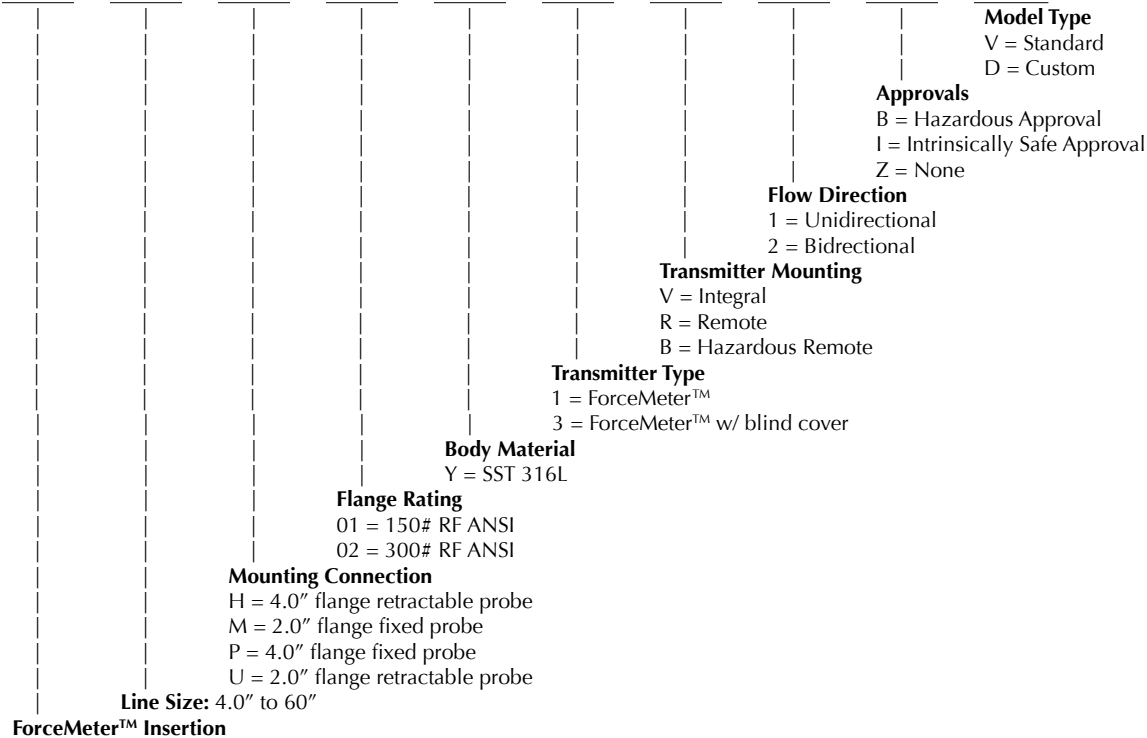 Model Type
V = Standard
D = Custom
Approvals
B = Hazardous Approval
I = Intrinsically Safe Approval
Z = None
Flow Direction
1 = Unidirectional
2 = Bidrectional
Transmitter Mounting
V = Integral
R = Remote
B = Hazardous Remote
Transmitter Type
1 = ForceMeter™
3 = ForceMeter™ w/ blind cover
Body Material
Y = SST 316L
Flange Rating
01 = 150# RF ANSI
02 = 300# RF ANSI
Mounting Connection
H = 4.0″ flange retractable probe
M = 2.0″ flange fixed probe
P = 4.0″ flange fixed probe
U = 2.0″ flange retractable probe
Line Size: 4.0″ to 60″
ForceMeter™ Insertion